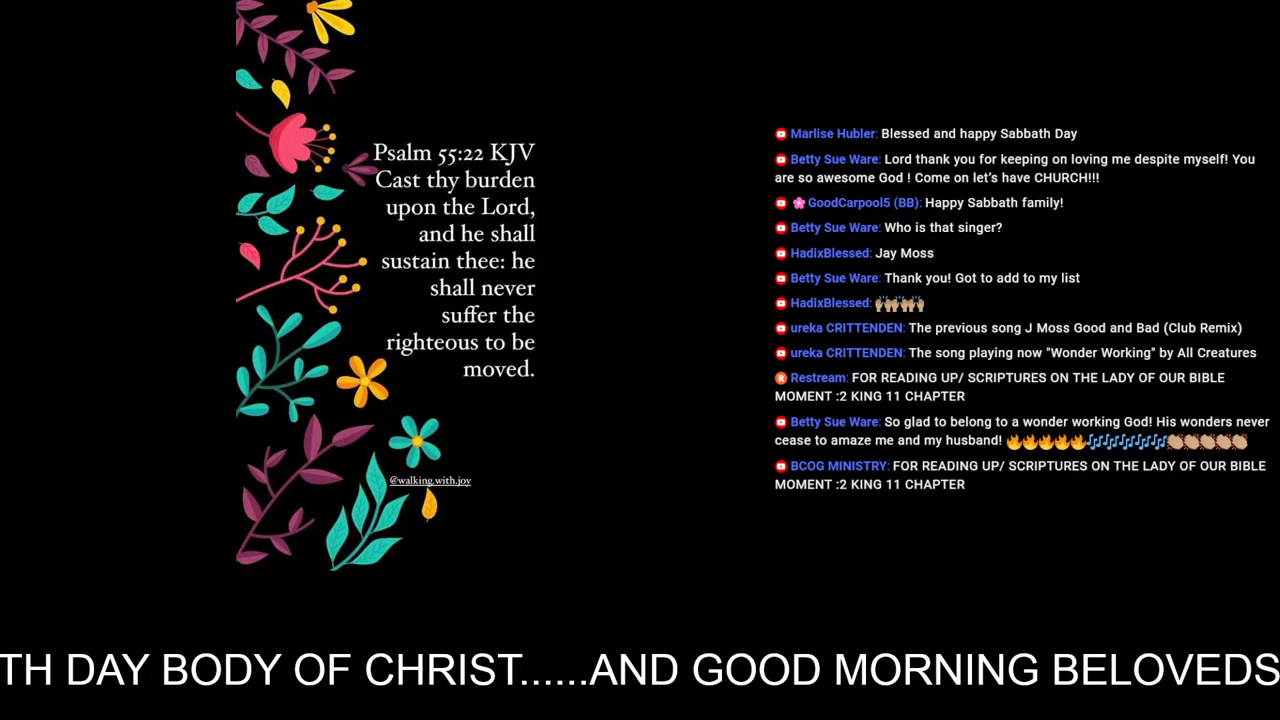 Psalm 55:22 KJV
Cast thy burden
upon the Lord,
and he shall
sustain thee: he
shall never
suffer the
righteous to be
moved.
@walking.with.joy
Marlise Hubler: Blessed and happy Sabbath Day
Betty Sue Ware: Lord thank you for keeping on loving me despite myself! You
are so awesome God ! Come on let’s have CHURCH!!!
🌸 GoodCarpool5 (BB): Happy Sabbath family!
Betty Sue Ware: Who is that singer?
HadixBlessed: Jay Moss
Betty Sue Ware: Thank you! Got to add to my list
HadixBlessed: 🙌🏽🙌🏽🙌🏽
ureka CRITTENDEN: The previous song J Moss Good and Bad (Club Remix)
ureka CRITTENDEN: The song playing now "Wonder Working" by All Creatures
Restream: FOR READING UP/ SCRIPTURES ON THE LADY OF OUR BIBLE
MOMENT :2 KING 11 CHAPTER
Betty Sue Ware: So glad to belong to a wonder working God! His wonders never
cease to amaze me and my husband! 🔥🔥🔥🔥🔥🎶🎶🎶🎶🎶👏🏽👏🏽👏🏽👏🏽👏🏽
BCOG MINISTRY: FOR READING UP/ SCRIPTURES ON THE LADY OF OUR BIBLE
MOMENT :2 KING 11 CHAPTER
TH DAY BODY OF CHRIST......AND GOOD MORNING BELOVEDS